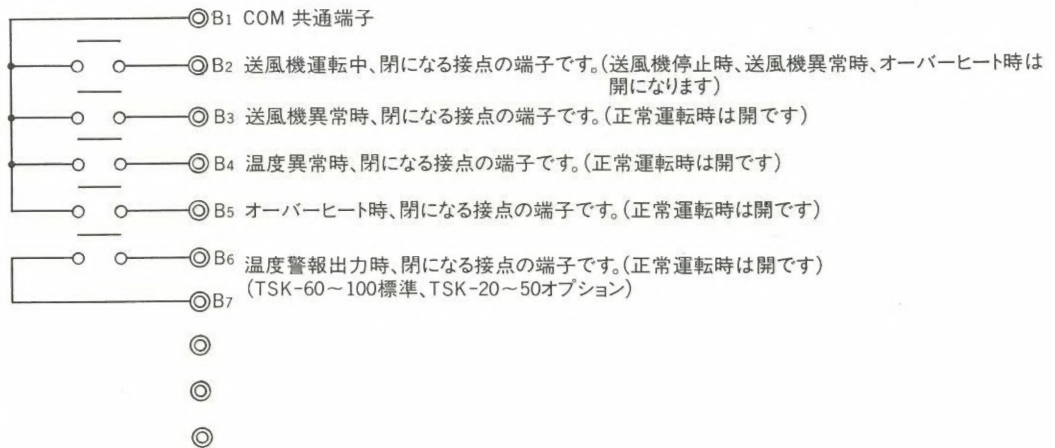 B1 COM 共通端子
B2 送風機運転中、閉になる接点の端子です。(送風機停止時、送風機異常時、オーバーヒート時は
開になります)
B3 送風機異常時、閉になる接点の端子です。(正常運転時は開です)
B4 温度異常時、閉になる接点の端子です。(正常運転時は開です)
B5 オーバーヒート時、閉になる接点の端子です。(正常運転時は開です)
B6 温度警報出力時、閉になる接点の端子です。(正常運転時は開です)
(TSK-60～100標準、TSK-20～50オプション)
B7